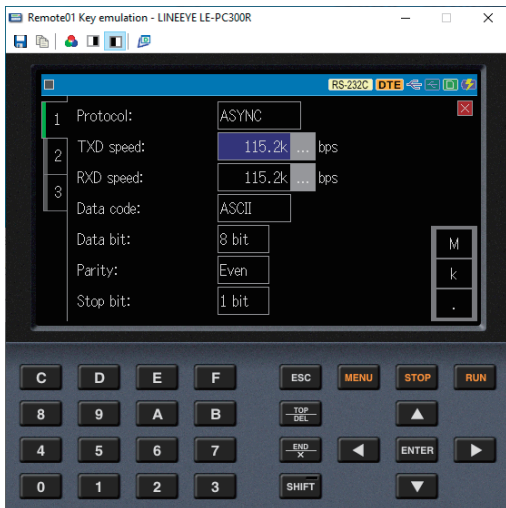 Remote01 Key emulation - LINEEYE LE-PC300R
RS-232C DTE
1 Protocol: ASYNC
2 TXD speed: 115.2k ... bps
3 RXD speed: 115.2k ... bps
Data code: ASCII
Data bit: 8 bit M
Parity: Even k
Stop bit: 1 bit .
C D E F ESC MENU STOP RUN
8 9 A B TOP DEL
4 5 6 7 END X ENTER
0 1 2 3 SHIFT